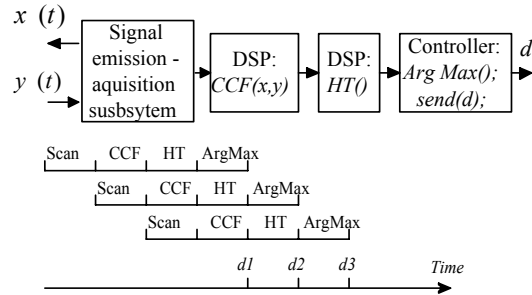 x (t)
y (t)
Signal
emission -
aquisition
susbsytem
DSP:
CCF(x,y)
DSP:
HT()
Controller:
Arg Max();
send(d);
d
Scan CCF HT ArgMax
Scan CCF HT ArgMax
Scan CCF HT ArgMax
d1 d2 d3 Time